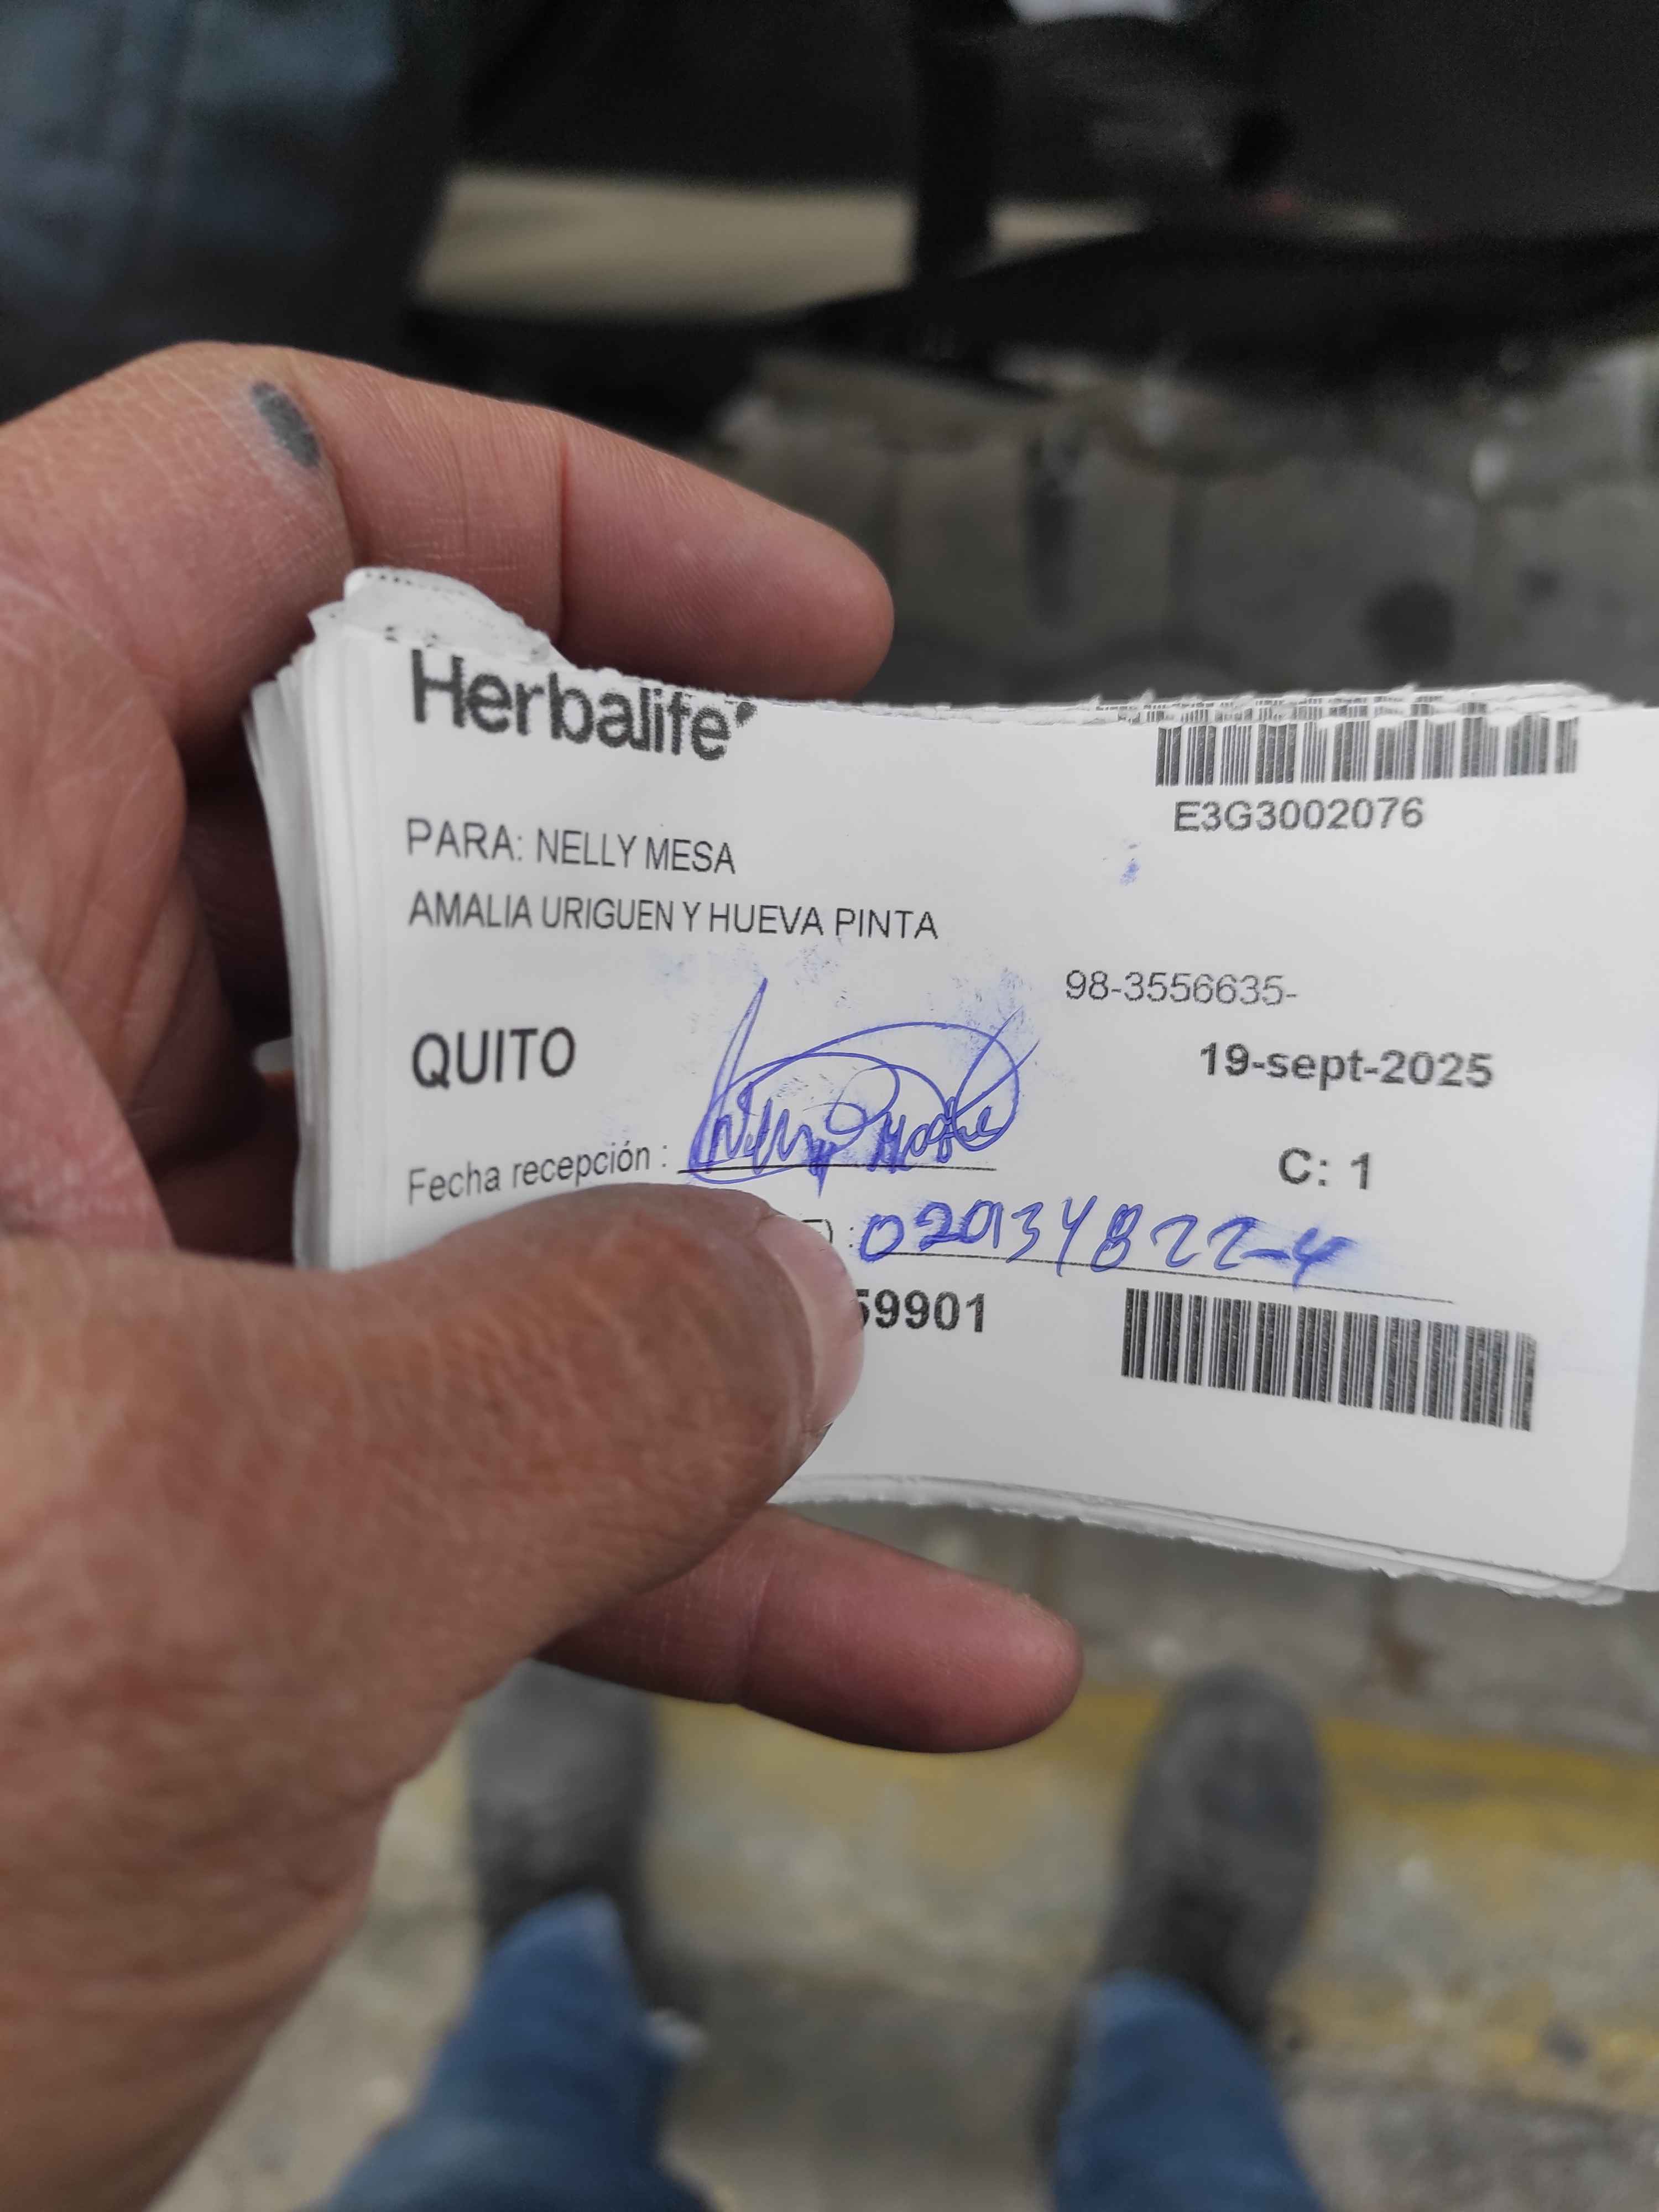 Herbalife
E3G3002076
PARA: NELLY MESA
AMALIA URIGUEN Y HUEVA PINTA
98-3556635-
QUITO
19-sept-2025
Fecha recepción :
C: 1
: 020134822-4
59901